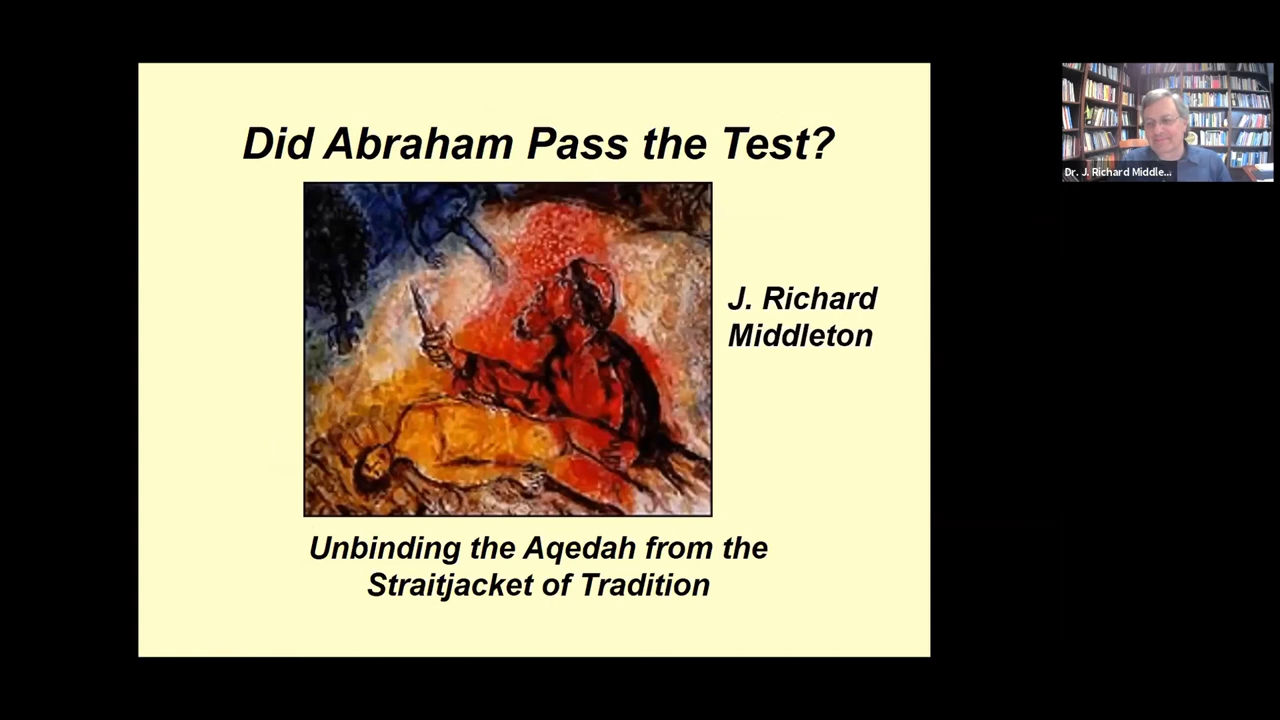 Did Abraham Pass the Test?
J. Richard
Middleton
Unbinding the Aqedah from the
Straitjacket of Tradition
Dr. J. Richard Middle...